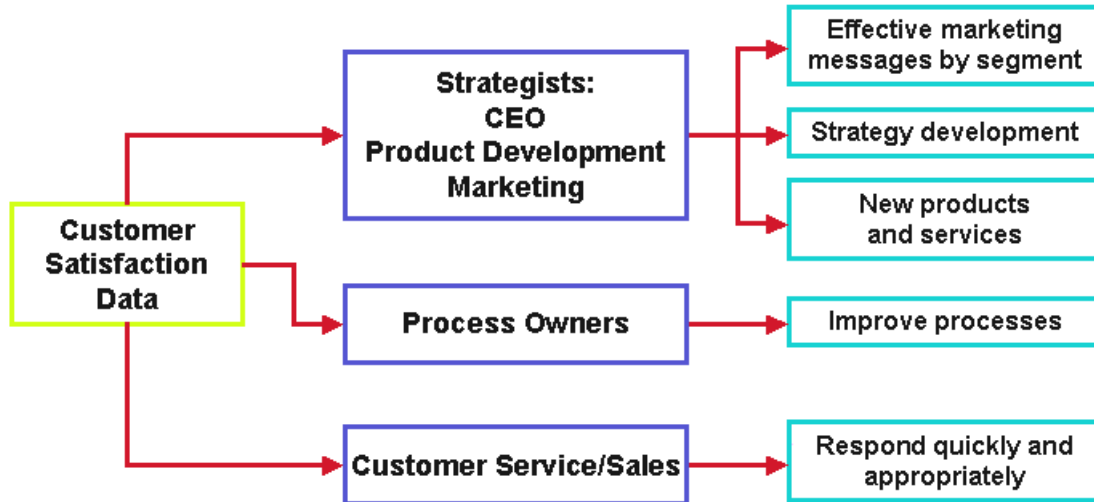 Customer
Satisfaction
Data
Strategists:
CEO
Product Development
Marketing
Effective marketing
messages by segment
Strategy development
New products
and services
Process Owners
Improve processes
Customer Service/Sales
Respond quickly and
appropriately